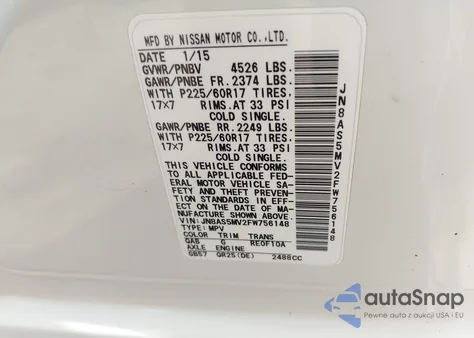 MFD BY NISSAN MOTOR CO.,LTD.
DATE 1/15
GVWR/PNBV 4526 LBS.
GAWR/PNBE FR. 2374 LBS.
WITH P225/60R17 TIRES,
17x7 RIMS.AT 33 PSI
COLD SINGLE.
GAWR/PNBE RR. 2249 LBS.
WITH P225/60R17 TIRES,
17x7 RIMS.AT 33 PSI
COLD SINGLE.
THIS VEHICLE CONFORMS
TO ALL APPLICABLE FED-
ERAL MOTOR VEHICLE SA-
FETY AND THEFT PREVEN-
TION STANDARDS IN EFF-
ECT ON THE DATE OF MA-
NUFACTURE SHOWN ABOVE.
VIN:JN8AS5MV2FW756148
TYPE:MPV
COLOR TRIM TRANS
QAB G RE0F10A
AXLE ENGINE
GB57 QR25(DE) 2488CC
JN8AS5MV2FW756148
autoSnap
Pewne auta z USA i EU